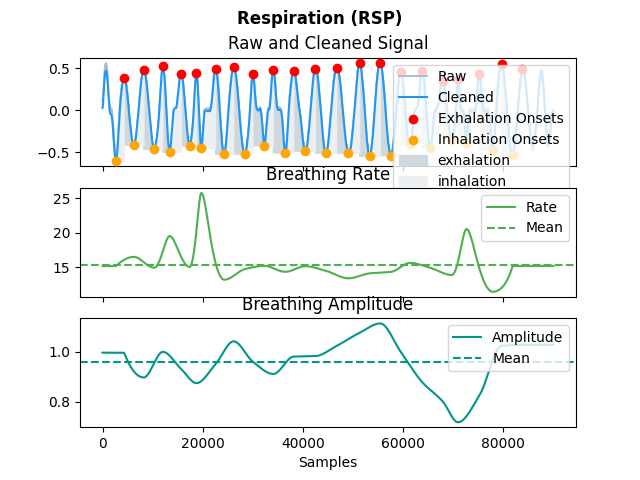 Respiration (RSP)
Raw and Cleaned Signal
0.5
0.0
−0.5
Raw
Cleaned
Exhalation Onsets
Inhalation Onsets
exhalation
inhalation
Breathing Rate
25
20
15
Rate
Mean
Breathing Amplitude
1.0
0.8
Amplitude
Mean
0 20000 40000 60000 80000
Samples